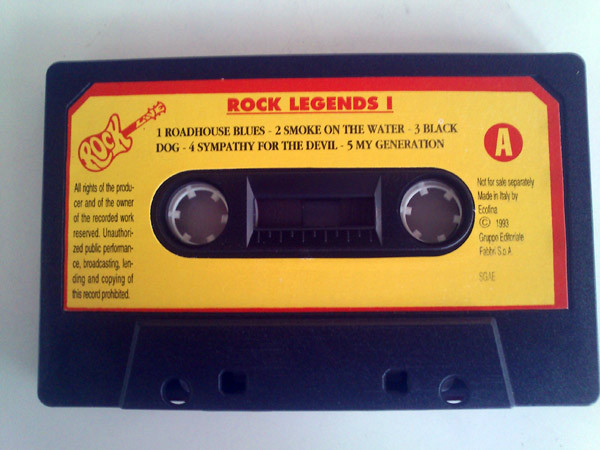 ROCK LEGENDS I
ROCK
1 ROADHOUSE BLUES - 2 SMOKE ON THE WATER - 3 BLACK
DOG - 4 SYMPATHY FOR THE DEVIL - 5 MY GENERATION
A
All rights of the produ-
cer and of the owner
of the recorded work
reserved. Unauthori-
zed public performan-
ce, broadcasting, len-
ding and copying of
this record prohibited.
Not for sale separately
Made in Italy by
Ecofina
© 1993
Gruppo Editoriale
Fabbri S.p.A.
SGAE